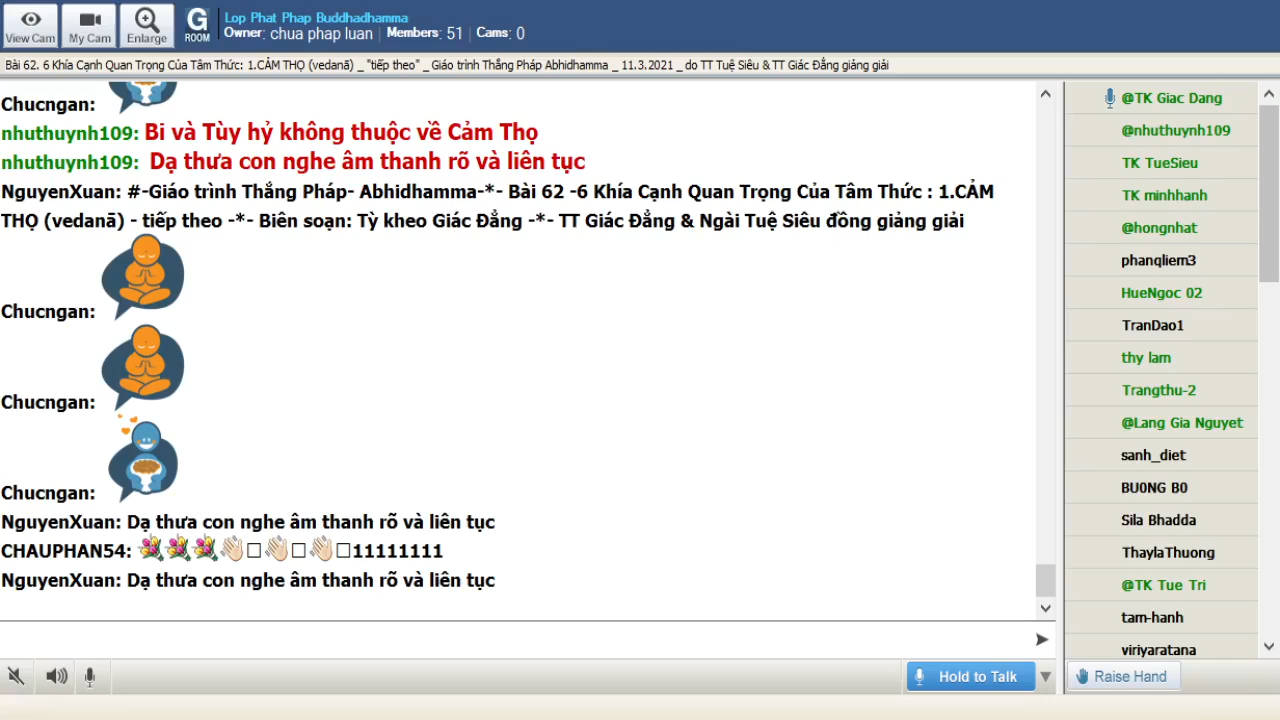 View Cam
My Cam
Enlarge
G
ROOM
Lop Phat Phap Buddhadhamma
Owner: chua phap luan | Members: 51 | Cams: 0
Bài 62. 6 Khía Cạnh Quan Trọng Của Tâm Thức: 1.CẢM THỌ (vedanā) _ "tiếp theo" _ Giáo trình Thắng Pháp Abhidhamma _ 11.3.2021 _ do TT Tuệ Siêu & TT Giác Đẳng giảng giải
Chucngan:
nhuthuynh109: Bi và Tùy hỷ không thuộc về Cảm Thọ
nhuthuynh109: Dạ thưa con nghe âm thanh rõ và liên tục
NguyenXuan: #-Giáo trình Thắng Pháp- Abhidhamma-*- Bài 62 -6 Khía Cạnh Quan Trọng Của Tâm Thức : 1.CẢM
THỌ (vedanā) - tiếp theo -*- Biên soạn: Tỳ kheo Giác Đẳng -*- TT Giác Đẳng & Ngài Tuệ Siêu đồng giảng giải
Chucngan:
Chucngan:
Chucngan:
NguyenXuan: Dạ thưa con nghe âm thanh rõ và liên tục
CHAUPHAN54: 💐💐💐👋🏻□👋🏻□👋🏻□11111111
NguyenXuan: Dạ thưa con nghe âm thanh rõ và liên tục
@TK Giac Dang
@nhuthuynh109
TK TueSieu
TK minhhanh
@hongnhat
phanqliem3
HueNgoc 02
TranDao1
thy lam
Trangthu-2
@Lang Gia Nguyet
sanh_diet
BU0NG B0
Sila Bhadda
ThaylaThuong
@TK Tue Tri
tam-hanh
viriyaratana
Hold to Talk
Raise Hand